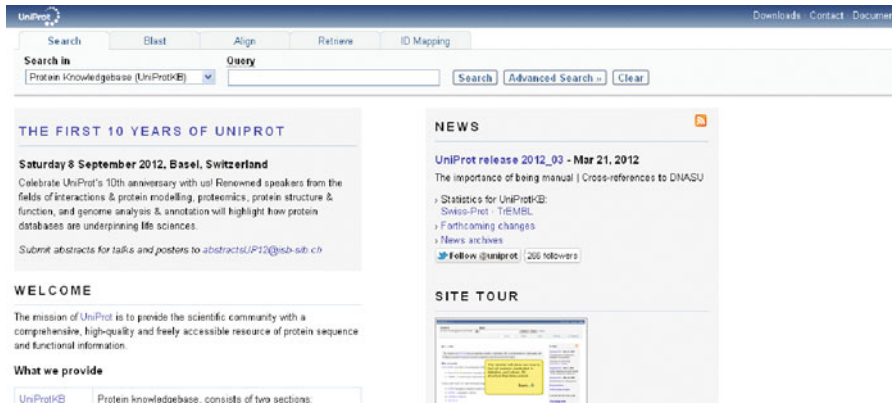 UniProt
Downloads · Contact · Documen
Search Blast Align Retrieve ID Mapping
Search in
Query
Protein Knowledgebase (UniProtKB)
Search Advanced Search » Clear
THE FIRST 10 YEARS OF UNIPROT
Saturday 8 September 2012, Basel, Switzerland
Celebrate UniProt's 10th anniversary with us! Renowned speakers from the
fields of interactions & protein modelling, proteomics, protein structure &
function, and genome analysis & annotation will highlight how protein
databases are underpinning life sciences.
Submit abstracts for talks and posters to abstractsUP12@isb-sib.ch
WELCOME
The mission of UniProt is to provide the scientific community with a
comprehensive, high-quality and freely accessible resource of protein sequence
and functional information.
What we provide
UniProtKB Protein knowledgebase, consists of two sections:
NEWS
UniProt release 2012_03 - Mar 21, 2012
The importance of being manual | Cross-references to DNASU
› Statistics for UniProtKB:
Swiss-Prot · TrEMBL
› Forthcoming changes
› News archives
Follow @uniprot 266 followers
SITE TOUR